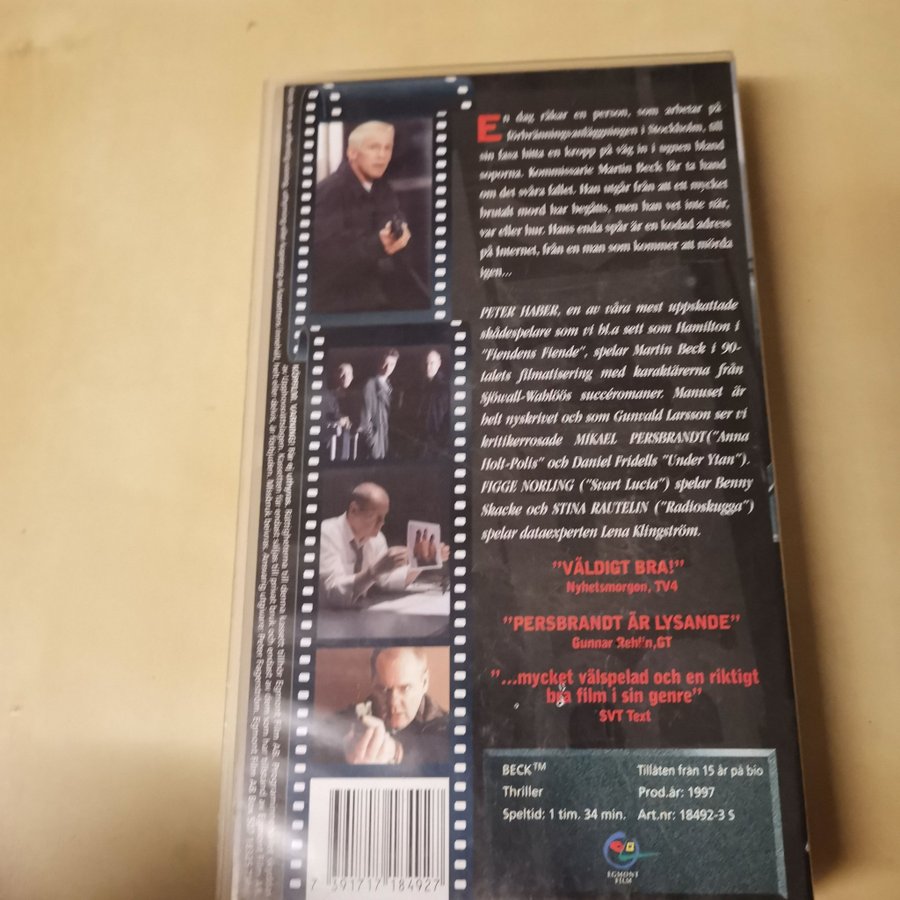 En dag råkar en person, som arbetar på
förbränningsanläggningen i Stockholm, till
sin fasa hitta en kropp på väg in i ugnen bland
soporna. Kommissarie Martin Beck får ta hand
om det svåra fallet. Han utgår från att ett mycket
brutalt mord har begåtts, men han vet inte när,
var eller hur. Hans enda spår är en kodad adress
på Internet, från en man som kommer att mörda
igen...
PETER HABER, en av våra mest uppskattade
skådespelare som vi bl.a sett som Hamilton i
"Fiendens Fiende", spelar Martin Beck i 90-
talets filmatisering med karaktärerna från
Sjöwall-Wahlöös succéromaner. Manuset är
helt nyskrivet och som Gunvald Larsson ser vi
kritikerrosade MIKAEL PERSBRANDT("Anna
Holt-Polis" och Daniel Fridells "Under Ytan").
FIGGE NORLING ("Svart Lucia") spelar Benny
Skacke och STINA RAUTELIN ("Radioskugga")
spelar dataexperten Lena Klingström.
"VÄLDIGT BRA!"
Nyhetsmorgon, TV4
"PERSBRANDT ÄR LYSANDE"
Gunnar GT
"...mycket välspelad och en riktigt
bra film i sin genre"
SVT Text
BECK™ Tillåten från 15 år på bio
Thriller Prod.år: 1997
Speltid: 1 tim. 34 min. Art.nr: 18492-3 S
EGMONT
FILM
7 391717 184927